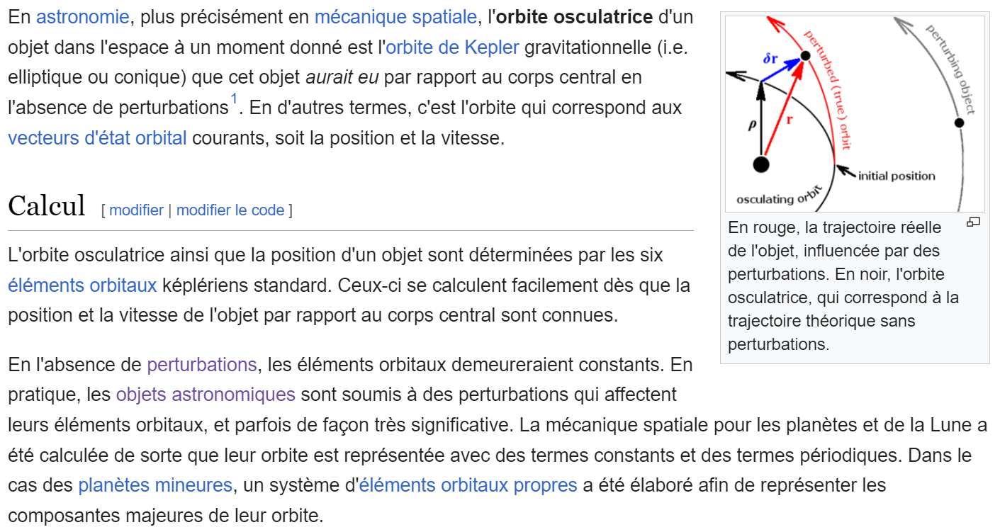 En astronomie, plus précisément en mécanique spatiale, l'orbite osculatrice d'un
objet dans l'espace à un moment donné est l'orbite de Kepler gravitationnelle (i.e.
elliptique ou conique) que cet objet aurait eu par rapport au corps central en
l'absence de perturbations1. En d'autres termes, c'est l'orbite qui correspond aux
vecteurs d'état orbital courants, soit la position et la vitesse.
δr
ρ
r
perturbed (true) orbit
perturbing object
initial position
osculating orbit
En rouge, la trajectoire réelle
de l'objet, influencée par des
perturbations. En noir, l'orbite
osculatrice, qui correspond à la
trajectoire théorique sans
perturbations.
Calcul [ modifier | modifier le code ]
L'orbite osculatrice ainsi que la position d'un objet sont déterminées par les six
éléments orbitaux képlériens standard. Ceux-ci se calculent facilement dès que la
position et la vitesse de l'objet par rapport au corps central sont connues.
En l'absence de perturbations, les éléments orbitaux demeureraient constants. En
pratique, les objets astronomiques sont soumis à des perturbations qui affectent
leurs éléments orbitaux, et parfois de façon très significative. La mécanique spatiale pour les planètes et de la Lune a
été calculée de sorte que leur orbite est représentée avec des termes constants et des termes périodiques. Dans le
cas des planètes mineures, un système d'éléments orbitaux propres a été élaboré afin de représenter les
composantes majeures de leur orbite.